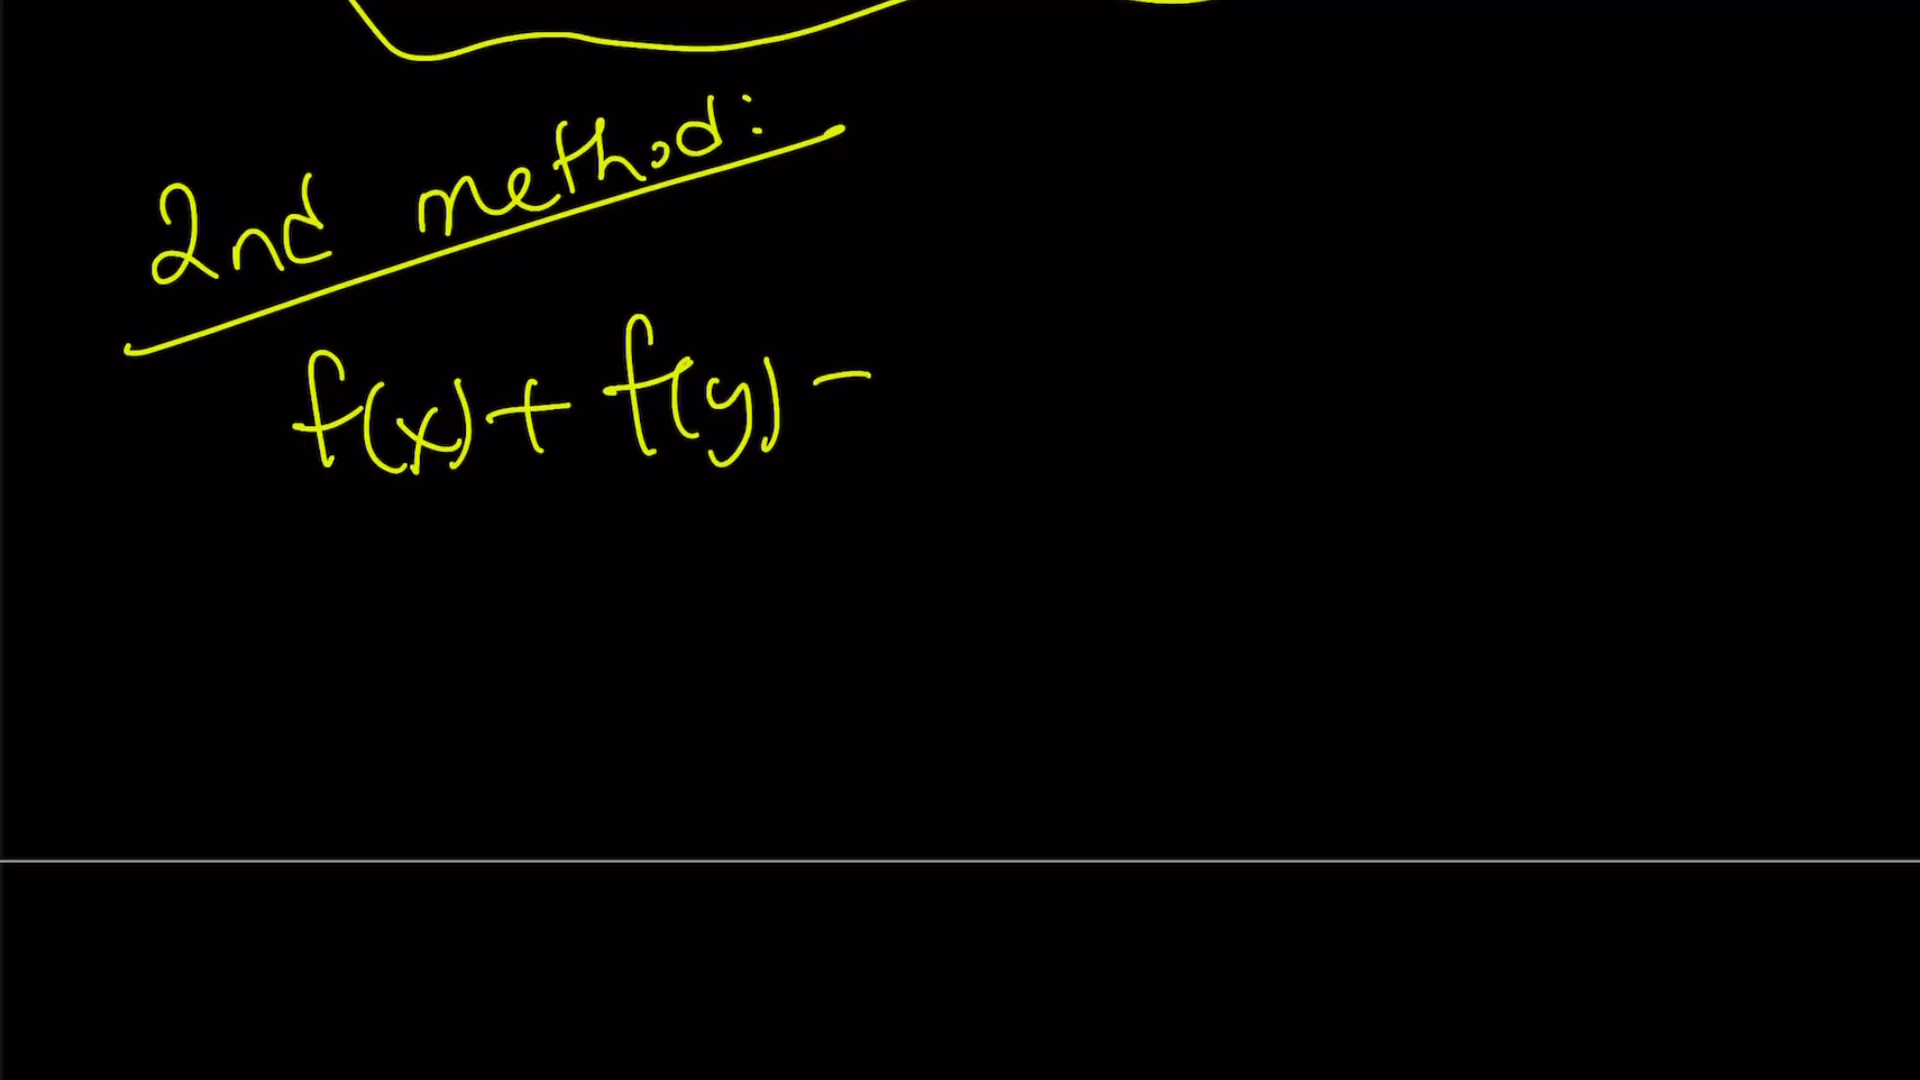 2nd method:
f(x) + f(y) -